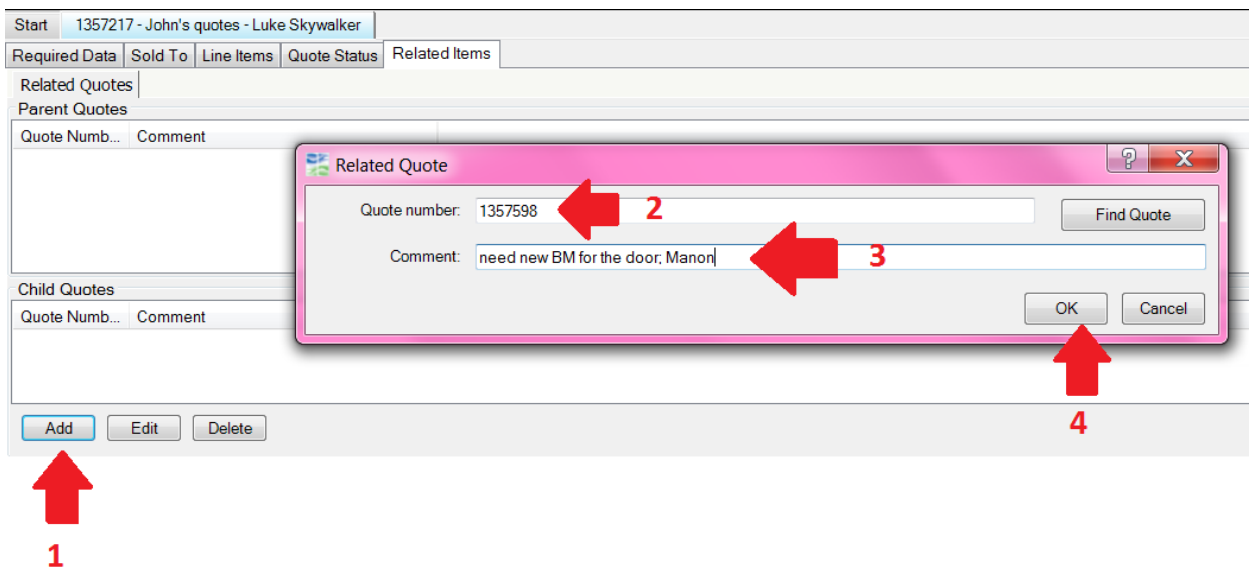 Start 1357217 - John's quotes - Luke Skywalker
Required Data Sold To Line Items Quote Status Related Items
Related Quotes
Parent Quotes
Quote Numb... Comment
Related Quote
Quote number: 1357598 2 Find Quote
Comment: need new BM for the door; Manon 3
OK Cancel
4
Child Quotes
Quote Numb... Comment
Add Edit Delete
1